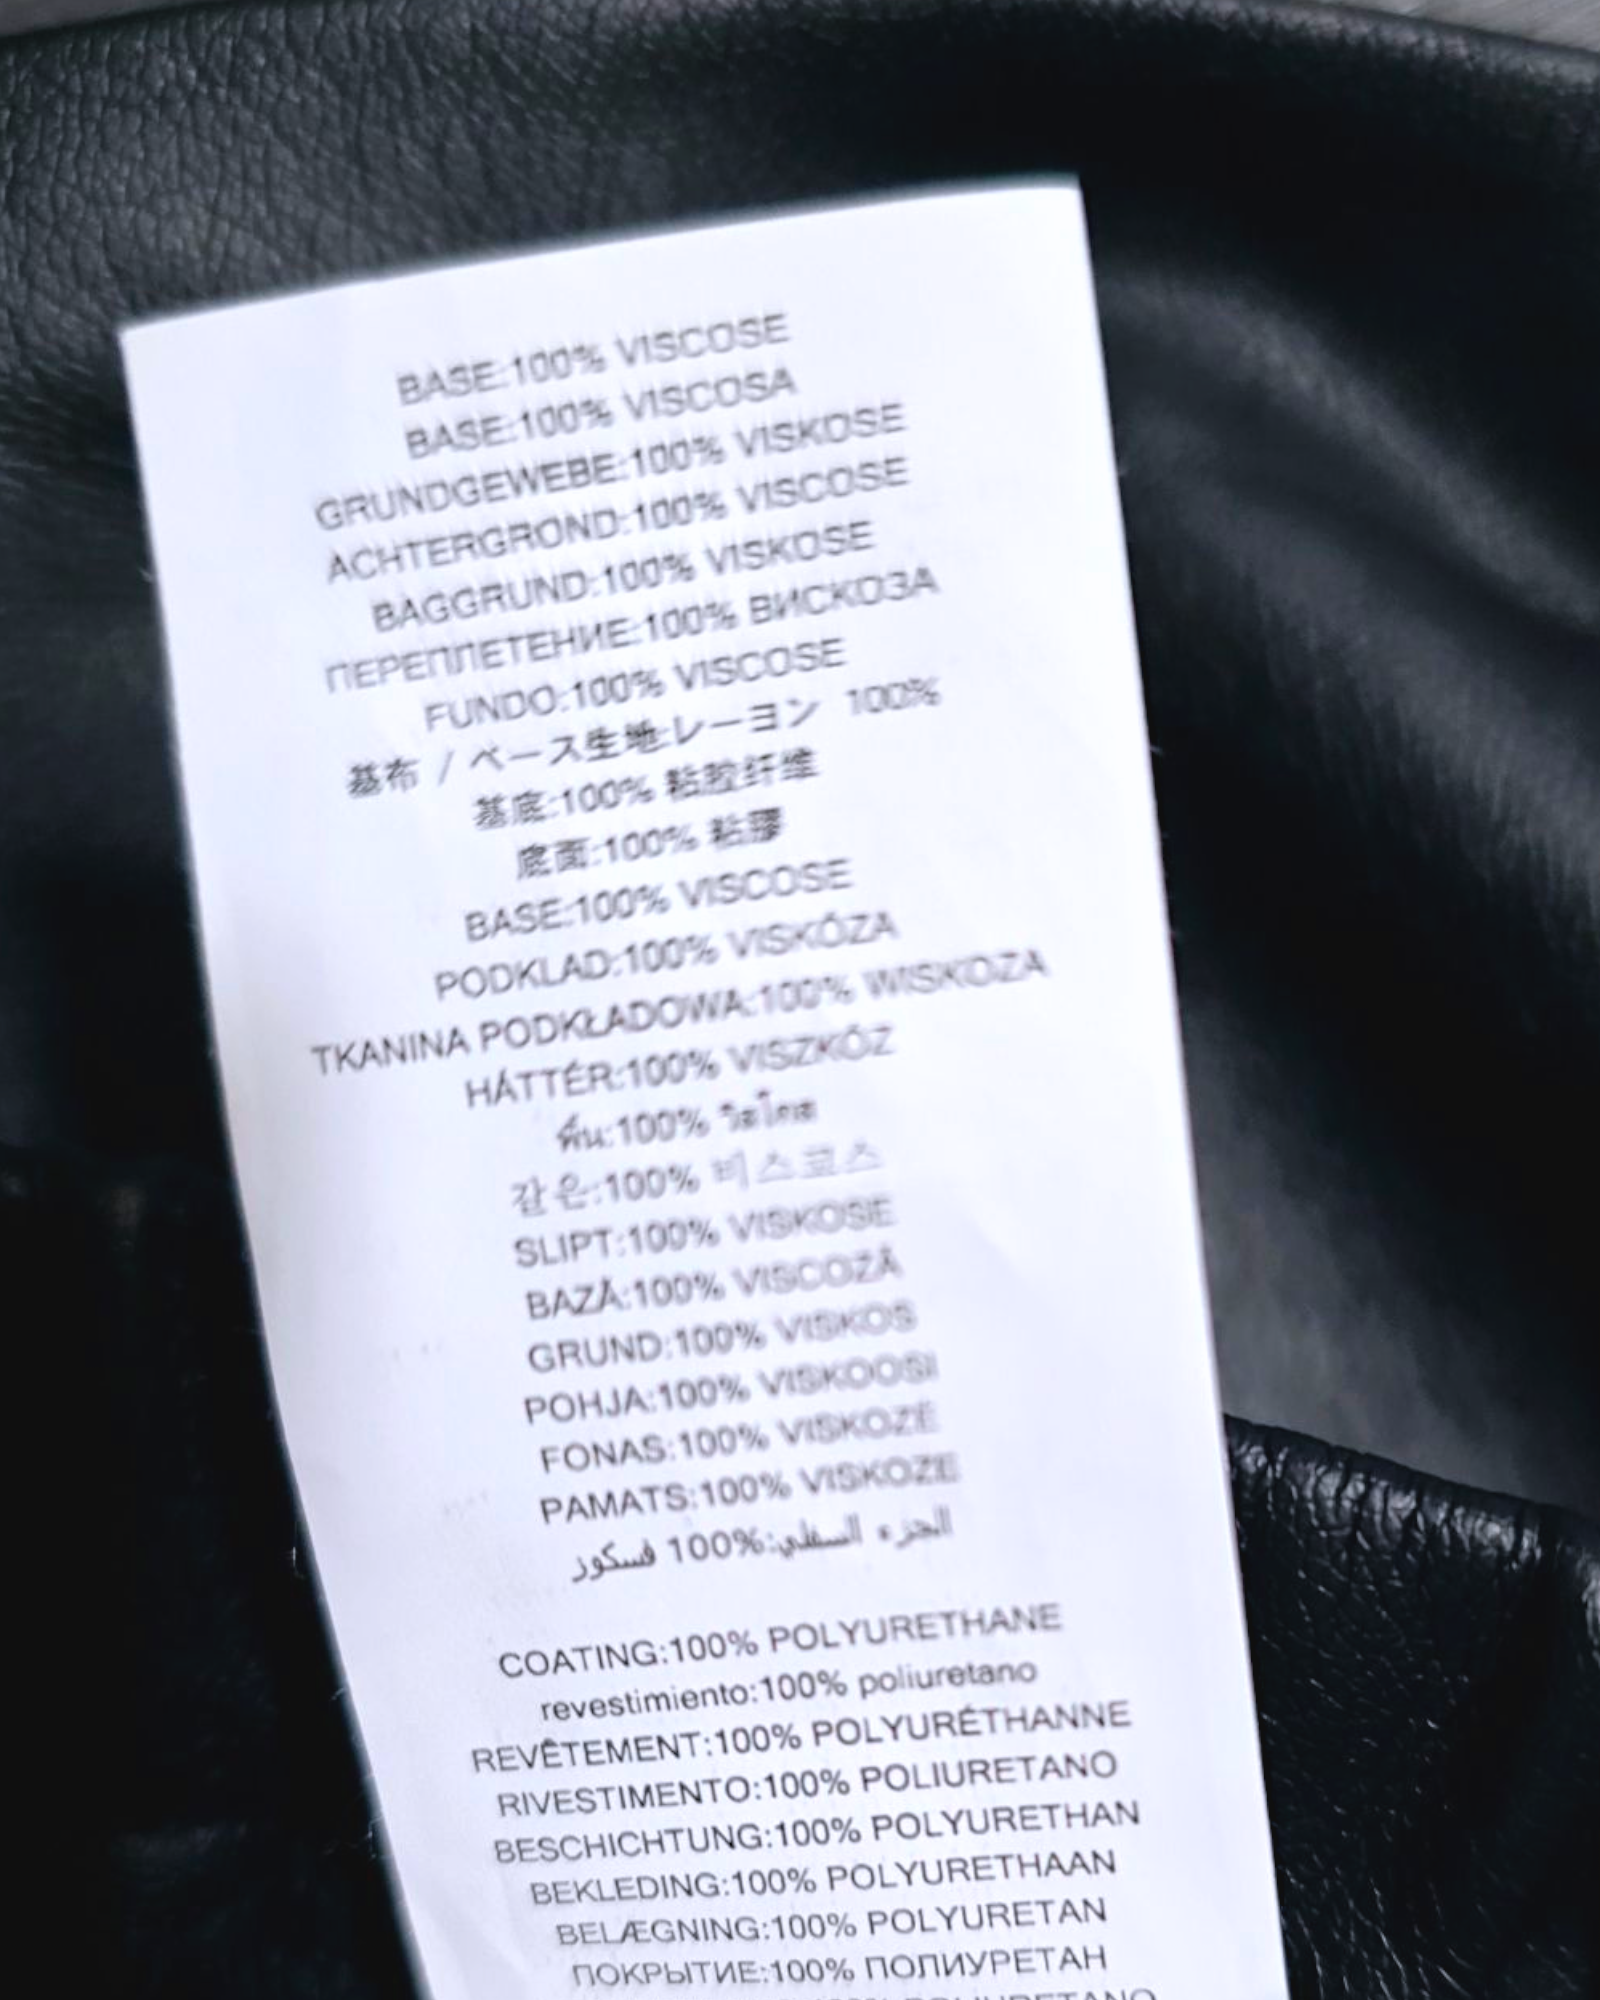 BASE:100% VISCOSE
BASE:100% VISCOSA
GRUNDGEWEBE:100% VISKOSE
ACHTERGROND:100% VISCOSE
BAGGRUND:100% VISKOSE
ПЕРЕПЛЕТЕНИЕ:100% ВИСКОЗА
FUNDO:100% VISCOSE
基布 / ベース生地:レーヨン 100%
基底:100% 粘胶纤维
底面:100% 粘膠
BASE:100% VISCOSE
PODKLAD:100% VISKÓZA
TKANINA PODKŁADOWA:100% WISKOZA
HÁTTÉR:100% VISZKÓZ
พื้น:100% วิสโคส
같은:100% 비스코스
SLIPT:100% VISKOSE
BAZĂ:100% VISCOZĂ
GRUND:100% VISKOS
POHJA:100% VISKOOSI
FONAS:100% VISKOZĖ
PAMATS:100% VISKOZE
الجزء السفلي:100% فسكوز
COATING:100% POLYURETHANE
revestimiento:100% poliuretano
REVÊTEMENT:100% POLYURÉTHANNE
RIVESTIMENTO:100% POLIURETANO
BESCHICHTUNG:100% POLYURETHAN
BEKLEDING:100% POLYURETHAAN
BELÆGNING:100% POLYURETAN
ПОКРЫТИЕ:100% ПОЛИУРЕТАН